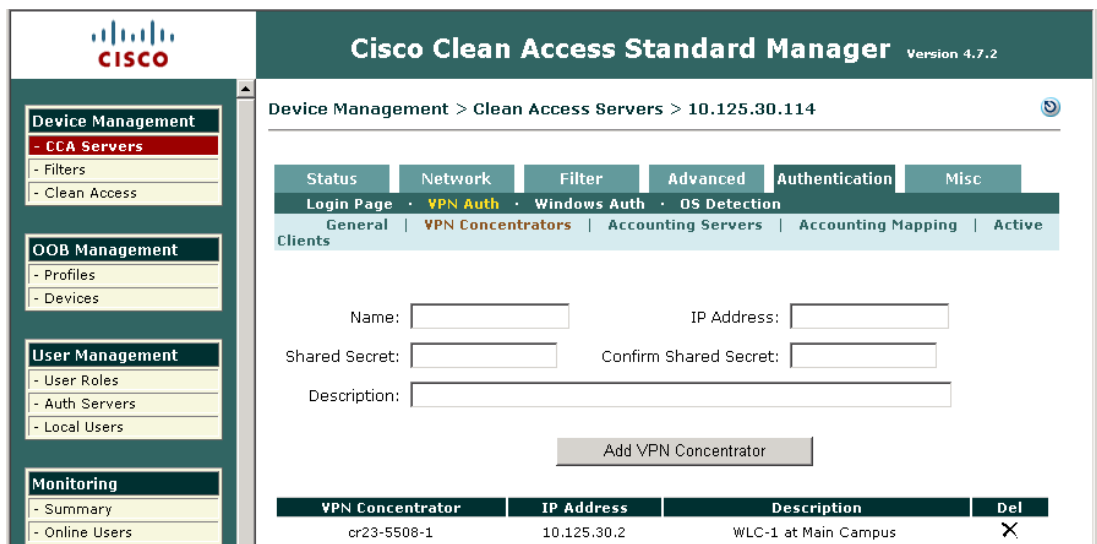 CISCO
Cisco Clean Access Standard Manager Version 4.7.2
Device Management
- CCA Servers
- Filters
- Clean Access
OOB Management
- Profiles
- Devices
User Management
- User Roles
- Auth Servers
- Local Users
Monitoring
- Summary
- Online Users
Device Management > Clean Access Servers > 10.125.30.114
Status Network Filter Advanced Authentication Misc
Login Page · VPN Auth · Windows Auth · OS Detection
General | VPN Concentrators | Accounting Servers | Accounting Mapping | Active
Clients
Name: IP Address:
Shared Secret: Confirm Shared Secret:
Description:
Add VPN Concentrator
VPN Concentrator IP Address Description Del
cr23-5508-1 10.125.30.2 WLC-1 at Main Campus X